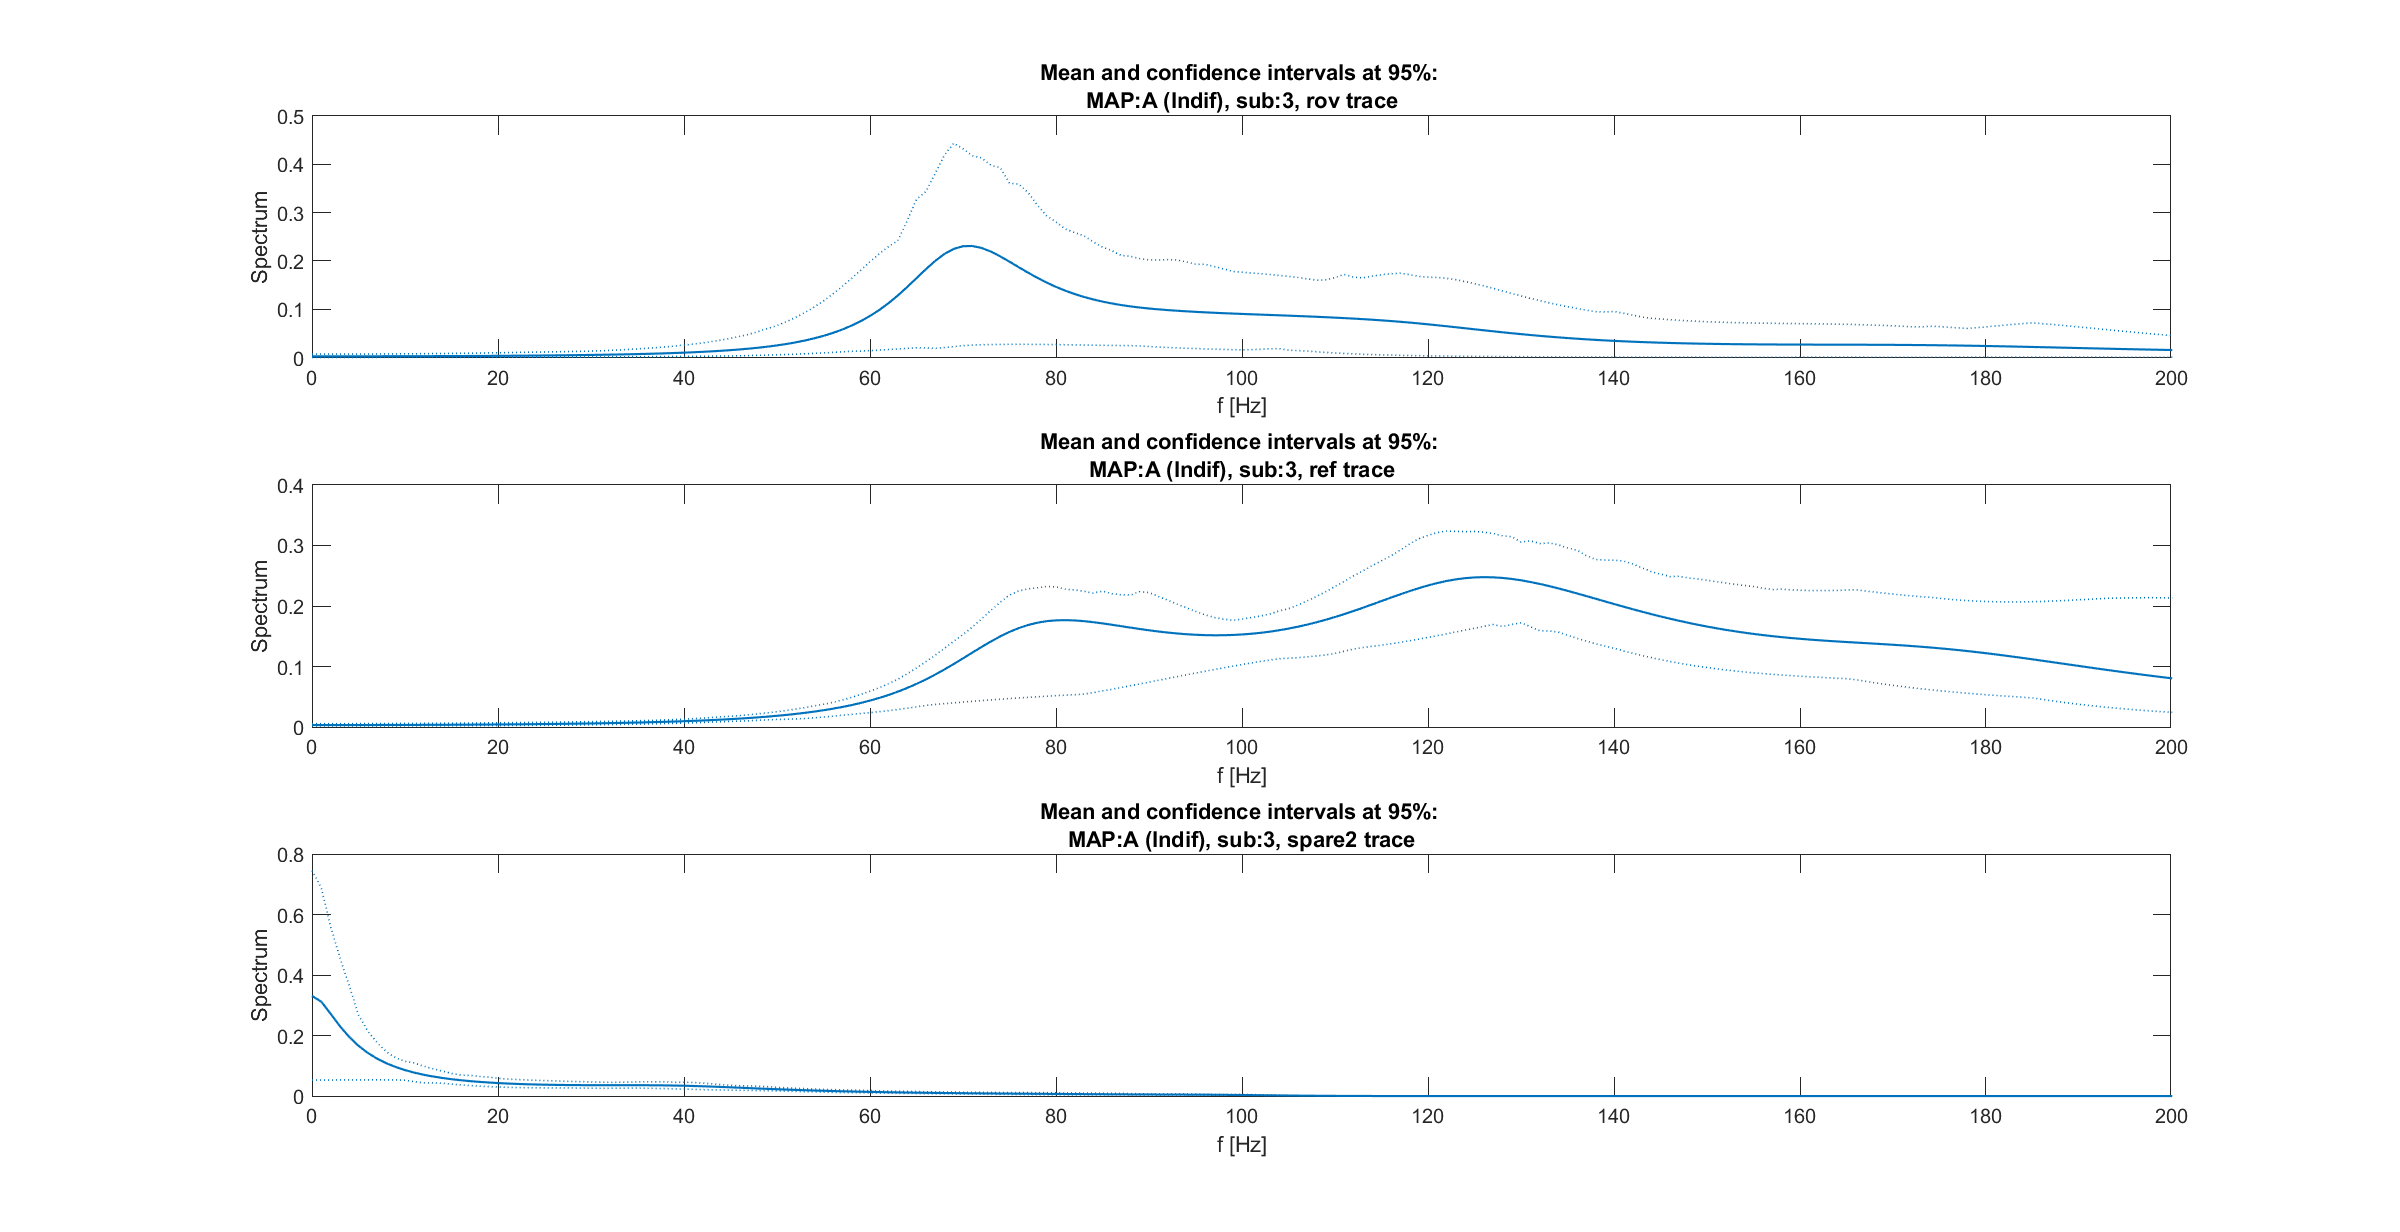 Mean and confidence intervals at 95%:
MAP:A (Indif), sub:3, rov trace
Spectrum
0.5
0.4
0.3
0.2
0.1
0
0 20 40 60 80 100 120 140 160 180 200
f [Hz]
Mean and confidence intervals at 95%:
MAP:A (Indif), sub:3, ref trace
Spectrum
0.4
0.3
0.2
0.1
0
0 20 40 60 80 100 120 140 160 180 200
f [Hz]
Mean and confidence intervals at 95%:
MAP:A (Indif), sub:3, spare2 trace
Spectrum
0.8
0.6
0.4
0.2
0
0 20 40 60 80 100 120 140 160 180 200
f [Hz]